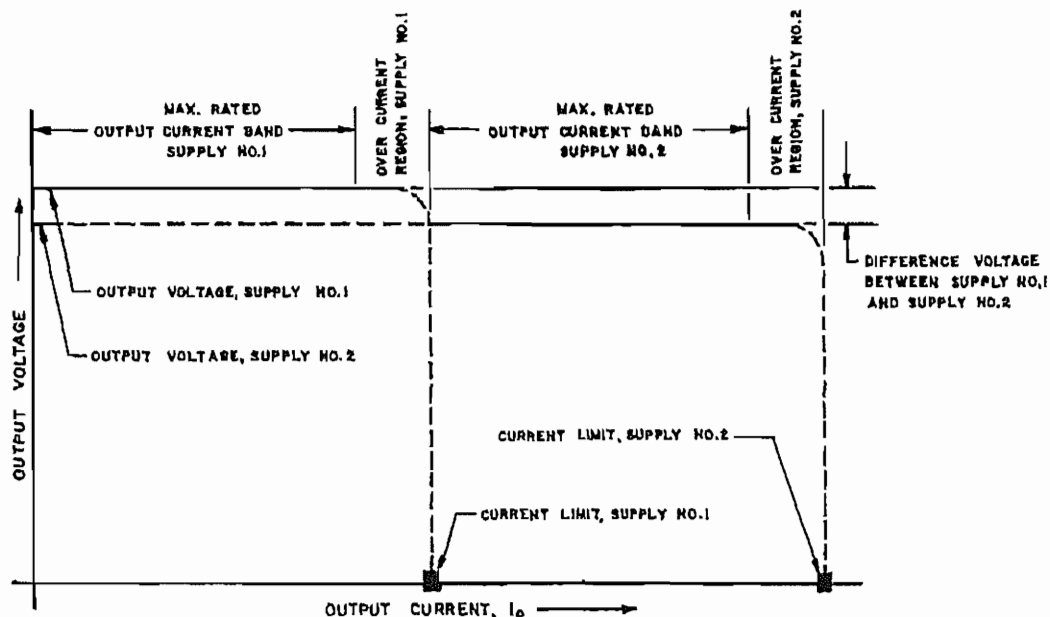 OVER CURRENT
REGION, SUPPLY NO.1
OVER CURRENT
REGION, SUPPLY NO.2
MAX. RATED
OUTPUT CURRENT BAND
SUPPLY NO.1
MAX. RATED
OUTPUT CURRENT BAND
SUPPLY NO.2
DIFFERENCE VOLTAGE
BETWEEN SUPPLY NO.1
AND SUPPLY NO.2
OUTPUT VOLTAGE, SUPPLY NO.1
OUTPUT VOLTAGE, SUPPLY NO.2
OUTPUT VOLTAGE
CURRENT LIMIT, SUPPLY NO.2
CURRENT LIMIT, SUPPLY NO.1
OUTPUT CURRENT, Io